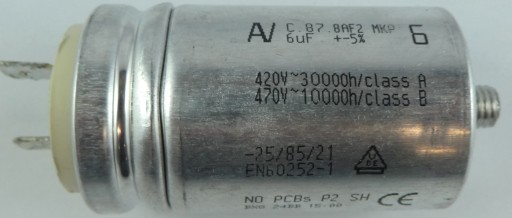 AV C.87.8AF2 MKP 6
6uF +-5%
420V~30000h/class A
470V~10000h/class B
-25/85/21
EN60252-1
NO PCBs P2 SH CE